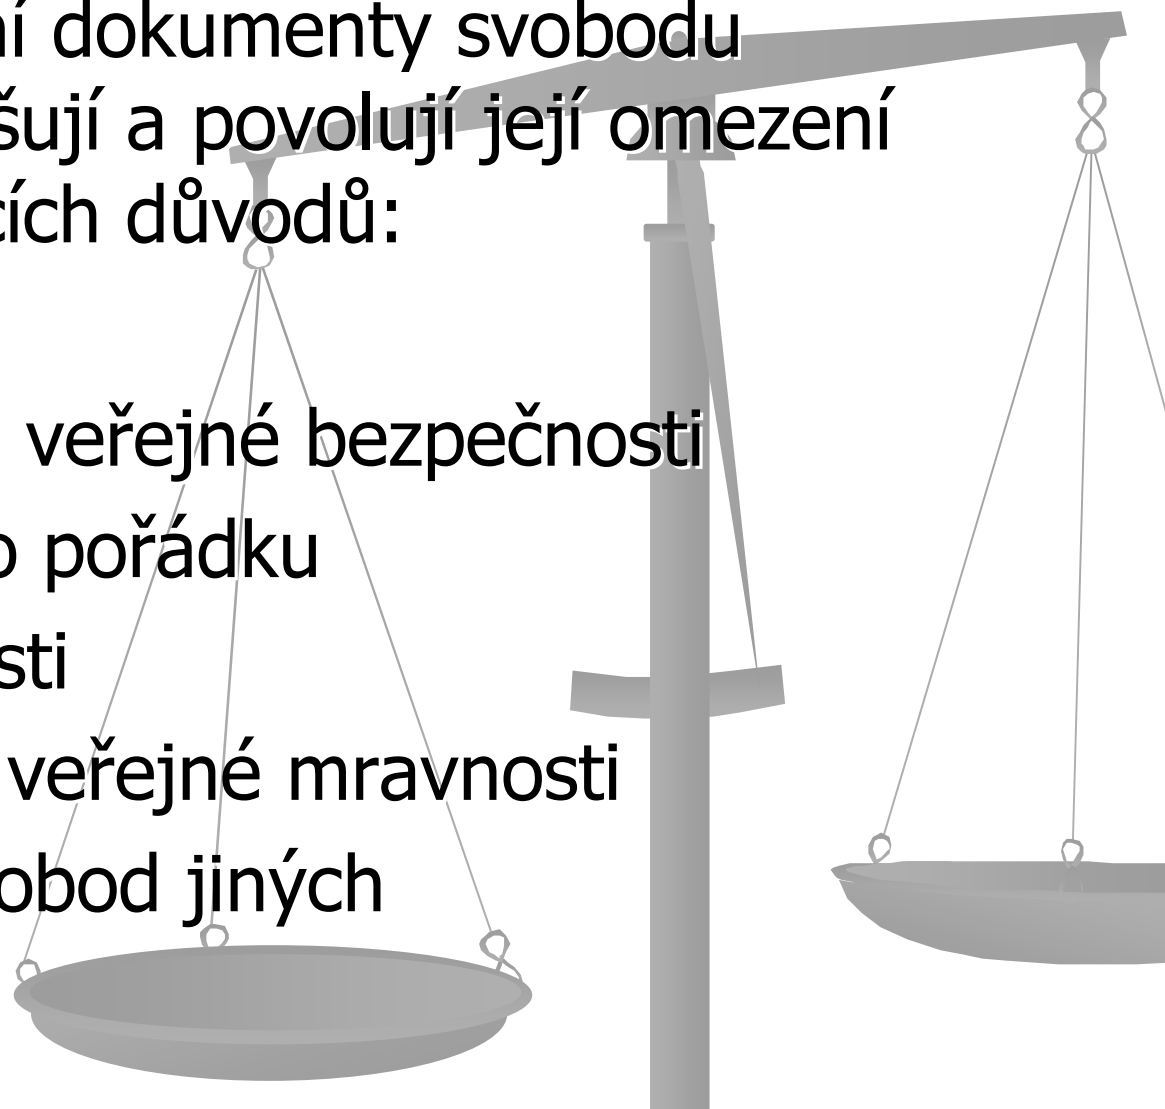 ní dokumenty svobodu
šují a povolují její omezení
cích důvodů:
veřejné bezpečnosti
o pořádku
sti
veřejné mravnosti
obod jiných